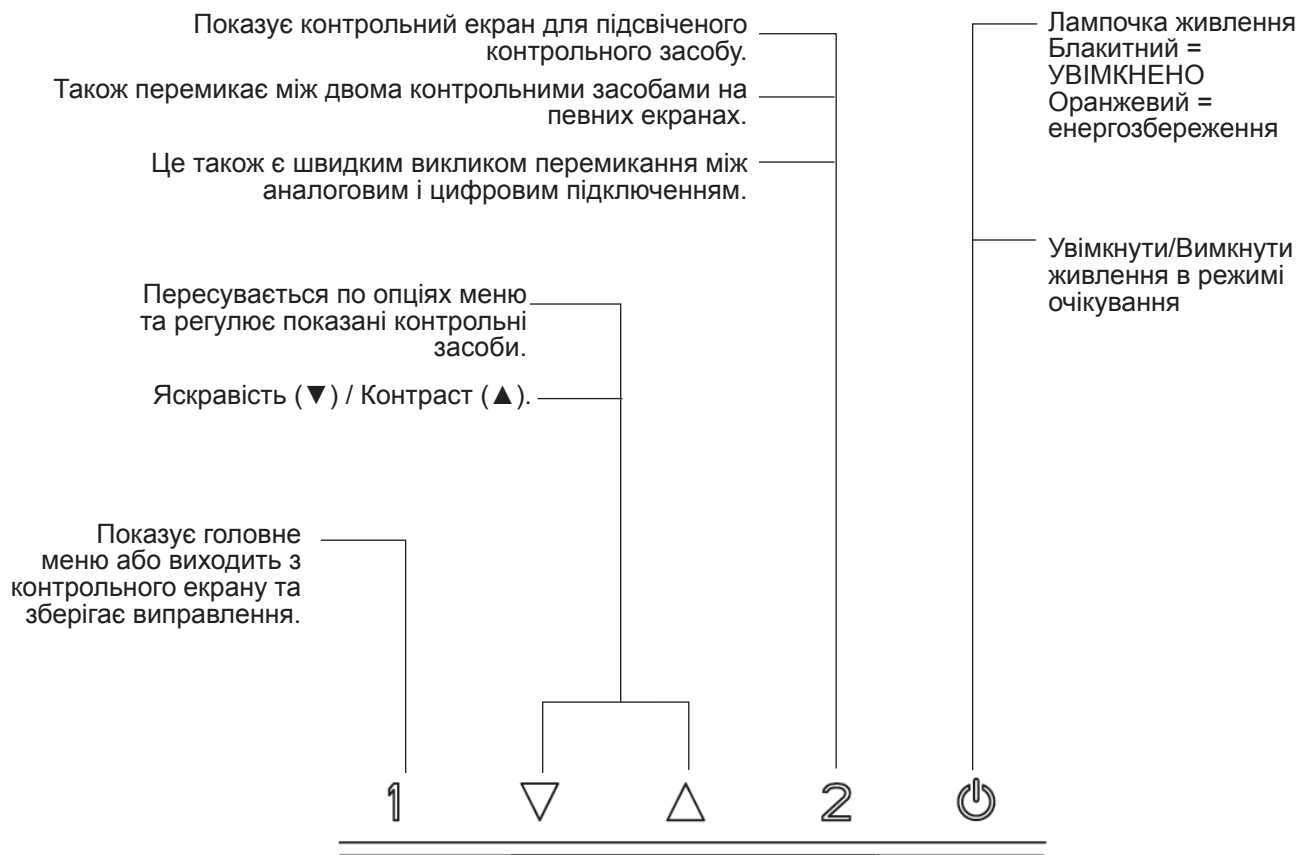 Показує контрольний екран для підсвіченого
контрольного засобу.
Також перемикає між двома контрольними засобами на
певних екранах.
Це також є швидким викликом перемикання між
аналоговим і цифровим підключенням.
Лампочка живлення
Блакитний =
УВІМКНЕНО
Оранжевий =
енергозбереження
Увімкнути/Вимкнути
живлення в режимі
очікування
Пересувається по опціях меню
та регулює показані контрольні
засоби.
Яскравість (▼) / Контраст (▲).
Показує головне
меню або виходить з
контрольного екрану та
зберігає виправлення.
1 ▽ △ 2 ⏻